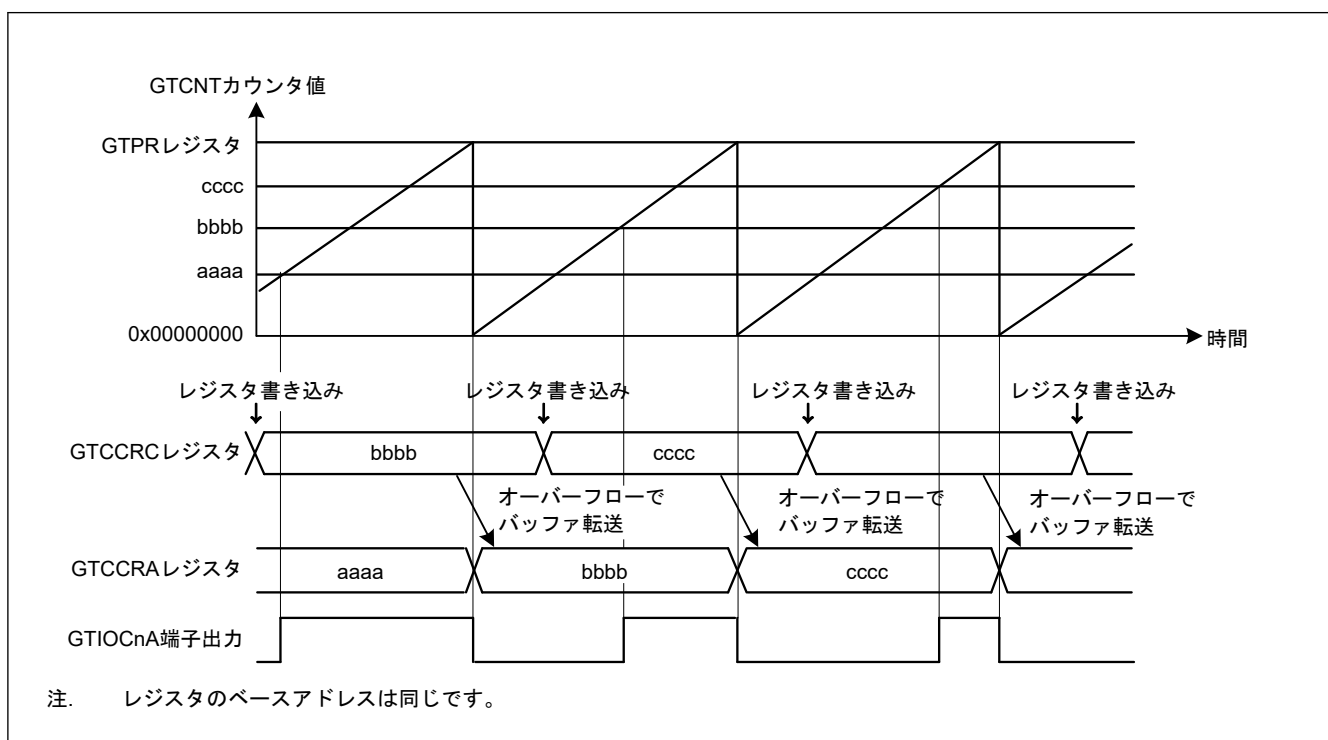 GTCNTカウンタ値
GTPRレジスタ
cccc
bbbb
aaaa
0x00000000
時間
レジスタ書き込み
レジスタ書き込み
レジスタ書き込み
レジスタ書き込み
GTCCRCレジスタ
bbbb
cccc
オーバーフローで
バッファ転送
オーバーフローで
バッファ転送
オーバーフローで
バッファ転送
GTCCRAレジスタ
aaaa
bbbb
cccc
GTIOCnA端子出力
注. レジスタのベースアドレスは同じです。